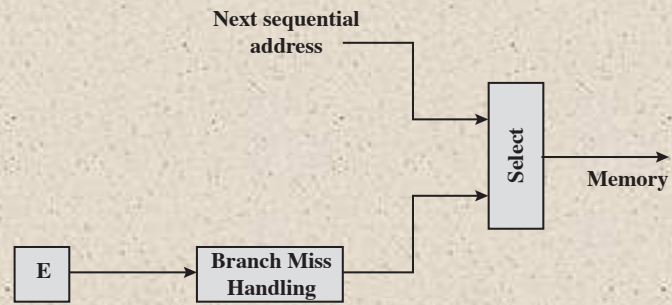 Next sequential
address
Select
Memory
E
Branch Miss
Handling